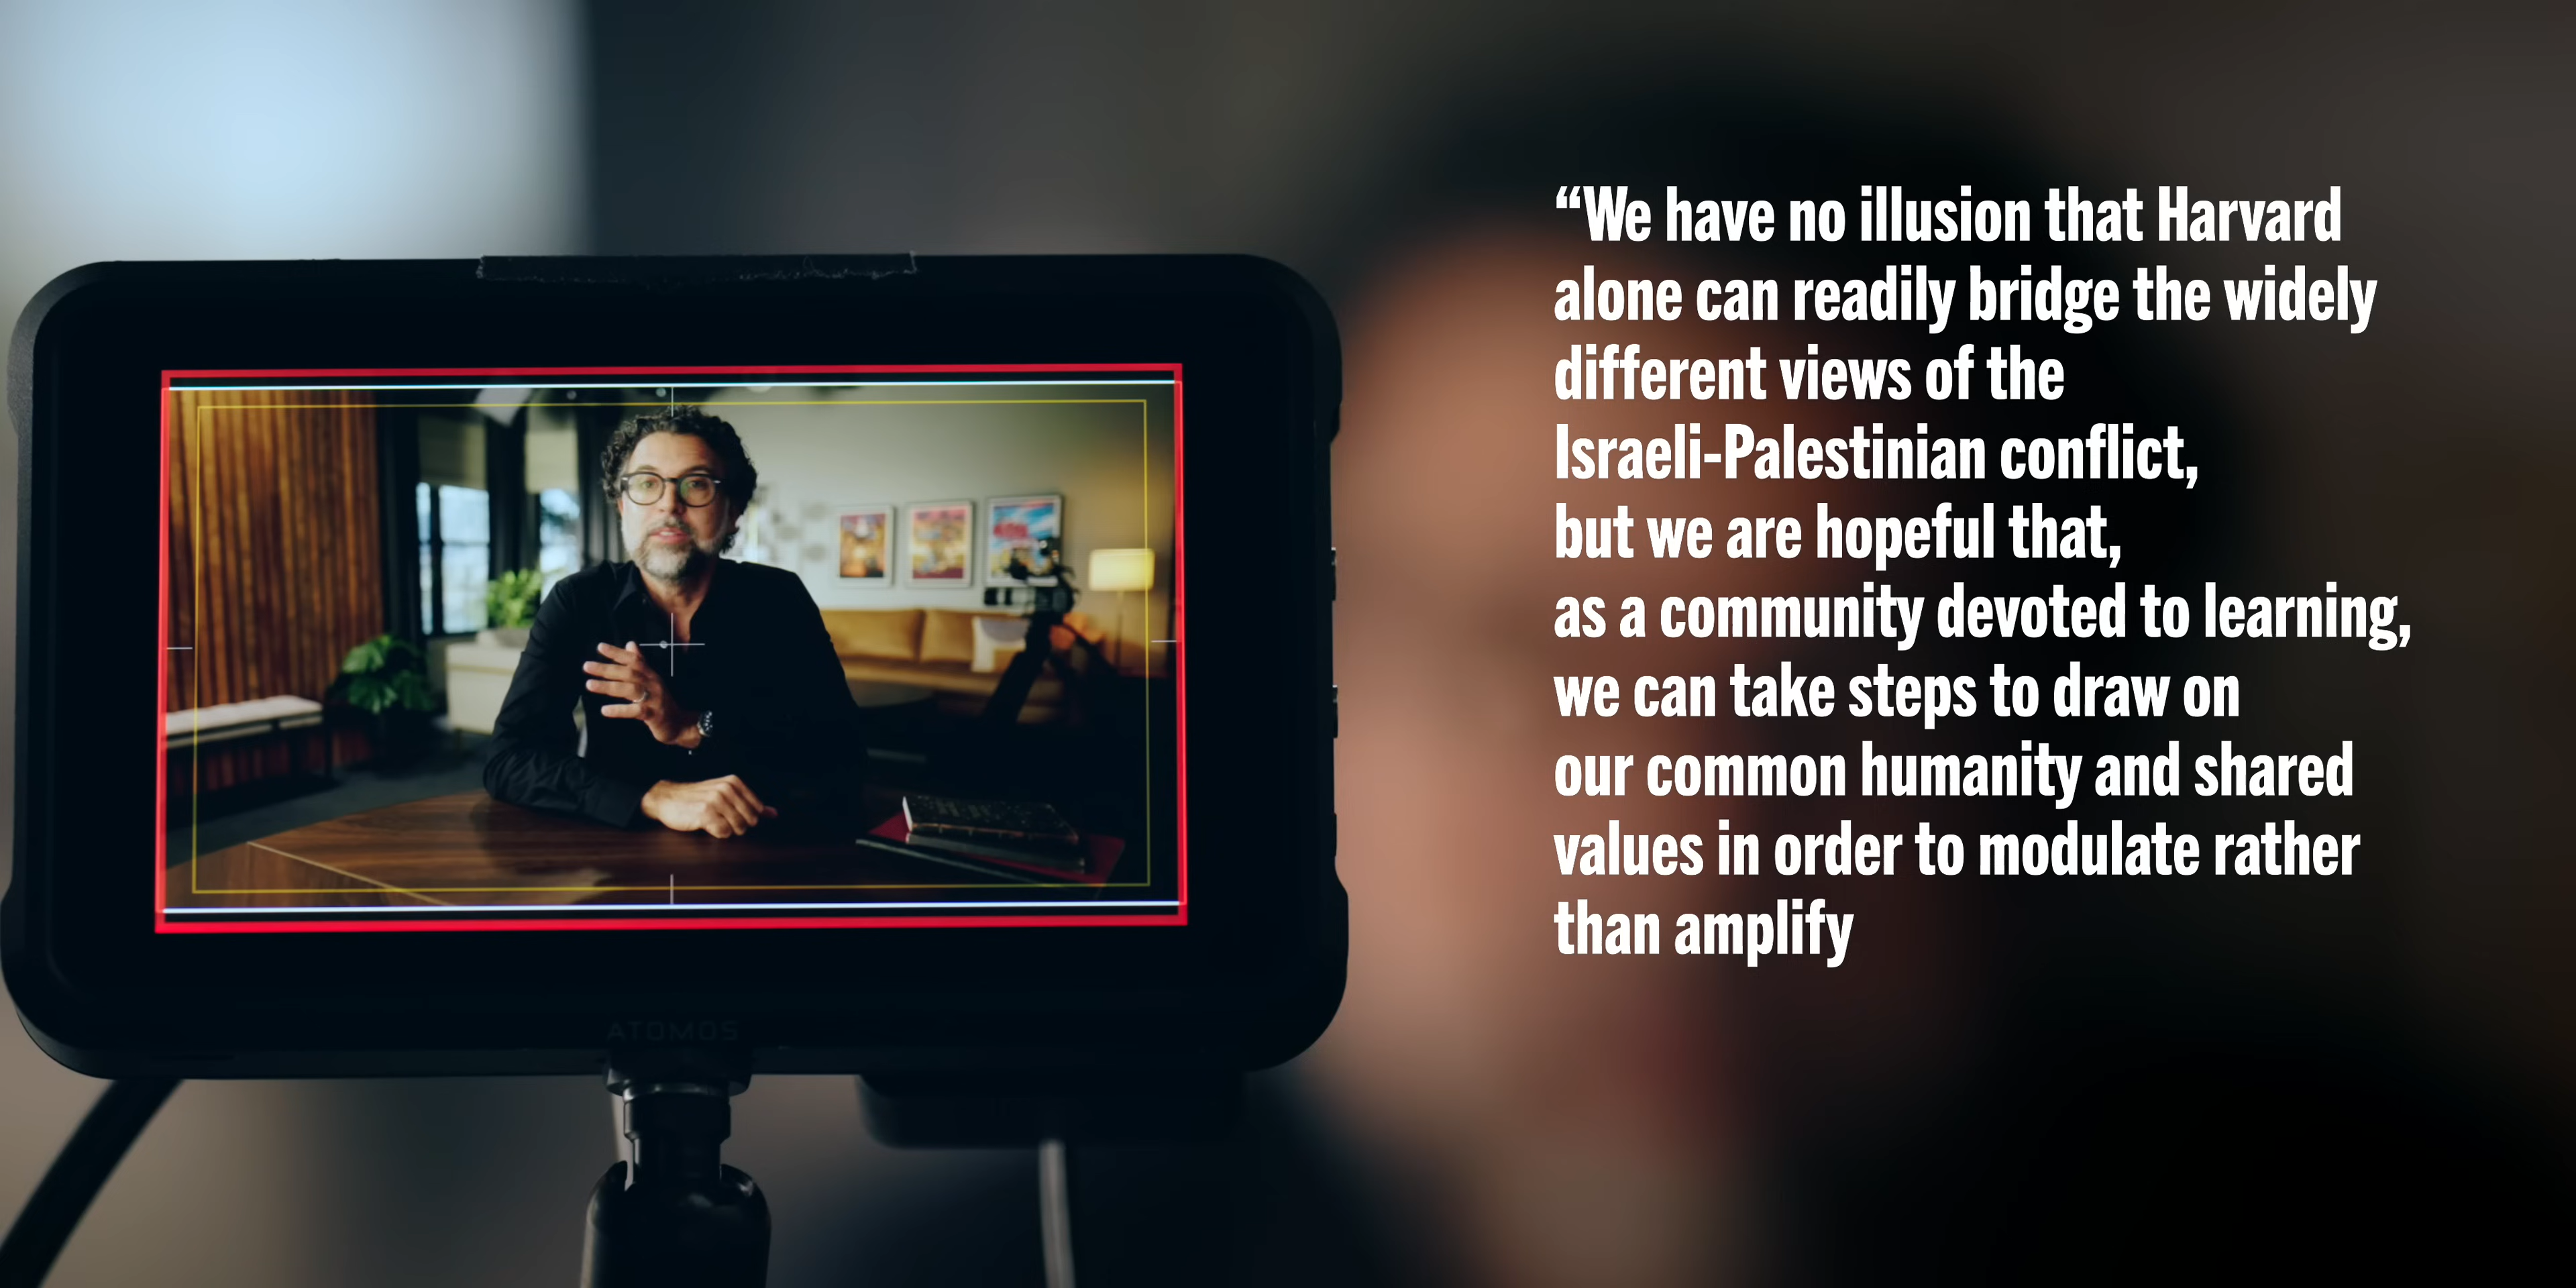 “We have no illusion that Harvard
alone can readily bridge the widely
different views of the
Israeli-Palestinian conflict,
but we are hopeful that,
as a community devoted to learning,
we can take steps to draw on
our common humanity and shared
values in order to modulate rather
than amplify
ATOMOS